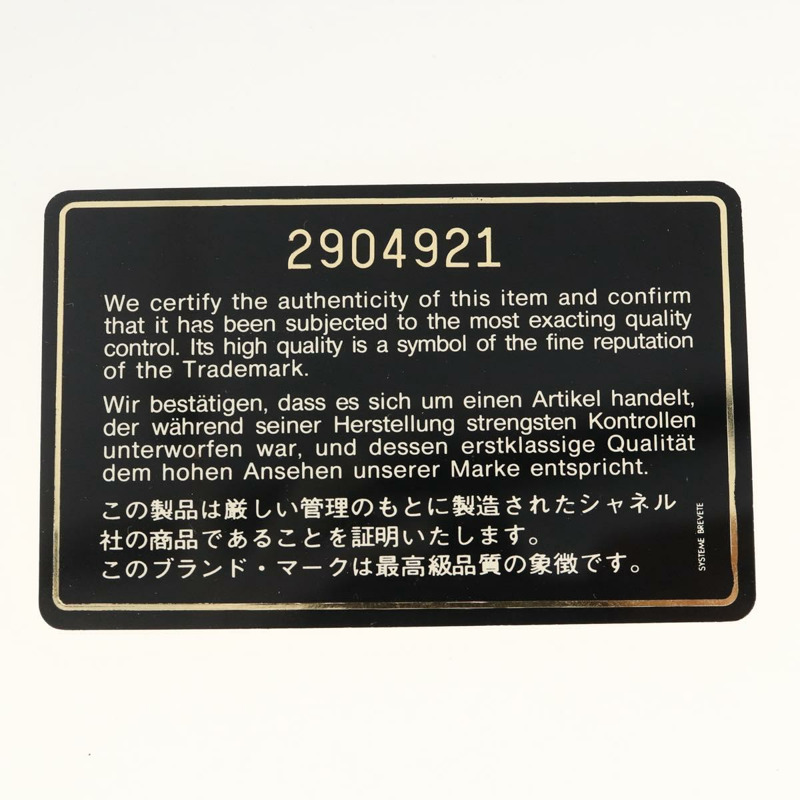 2904921
We certify the authenticity of this item and confirm
that it has been subjected to the most exacting quality
control. Its high quality is a symbol of the fine reputation
of the Trademark.
Wir bestätigen, dass es sich um einen Artikel handelt,
der während seiner Herstellung strengsten Kontrollen
unterworfen war, und dessen erstklassige Qualität
dem hohen Ansehen unserer Marke entspricht.
この製品は厳しい管理のもとに製造されたシャネル
社の商品であることを証明いたします。
このブランド・マークは最高級品質の象徴です。
SYSTEME BREVETE